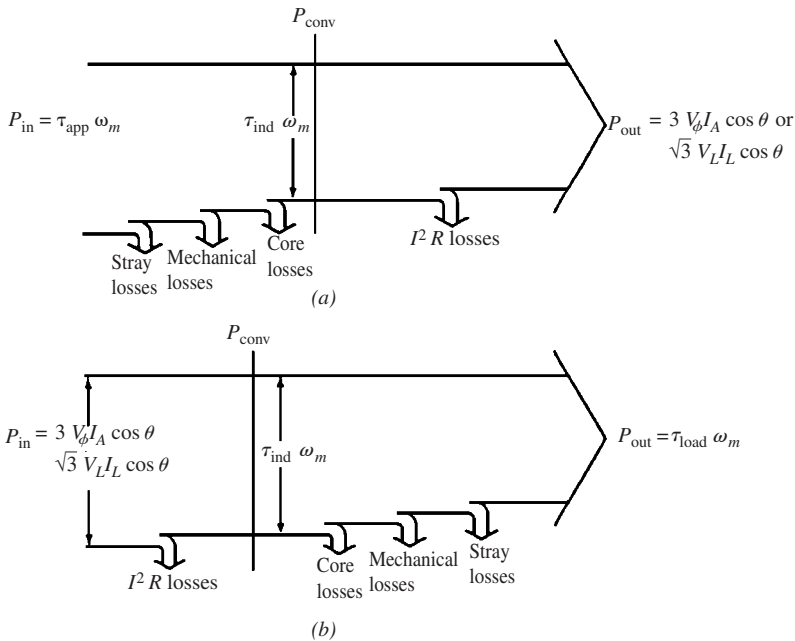 P_conv
P_in = τ_app ω_m
τ_ind ω_m
P_out = 3 V_ϕ I_A cos θ or
√3 V_L I_L cos θ
Stray
losses
Mechanical
losses
Core
losses
I² R losses
(a)
P_conv
P_in = 3 V_ϕ I_A cos θ
√3 V_L I_L cos θ
τ_ind ω_m
P_out = τ_load ω_m
I² R losses
Core
losses
Mechanical
losses
Stray
losses
(b)